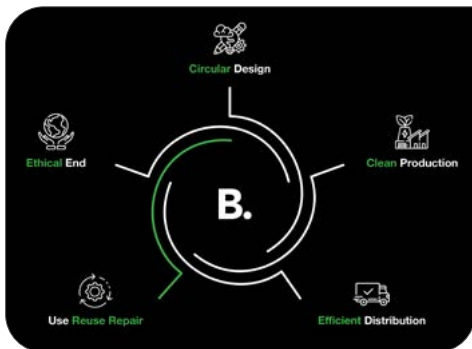 Circular Design
Ethical End
Clean Production
B.
Use Reuse Repair
Efficient Distribution